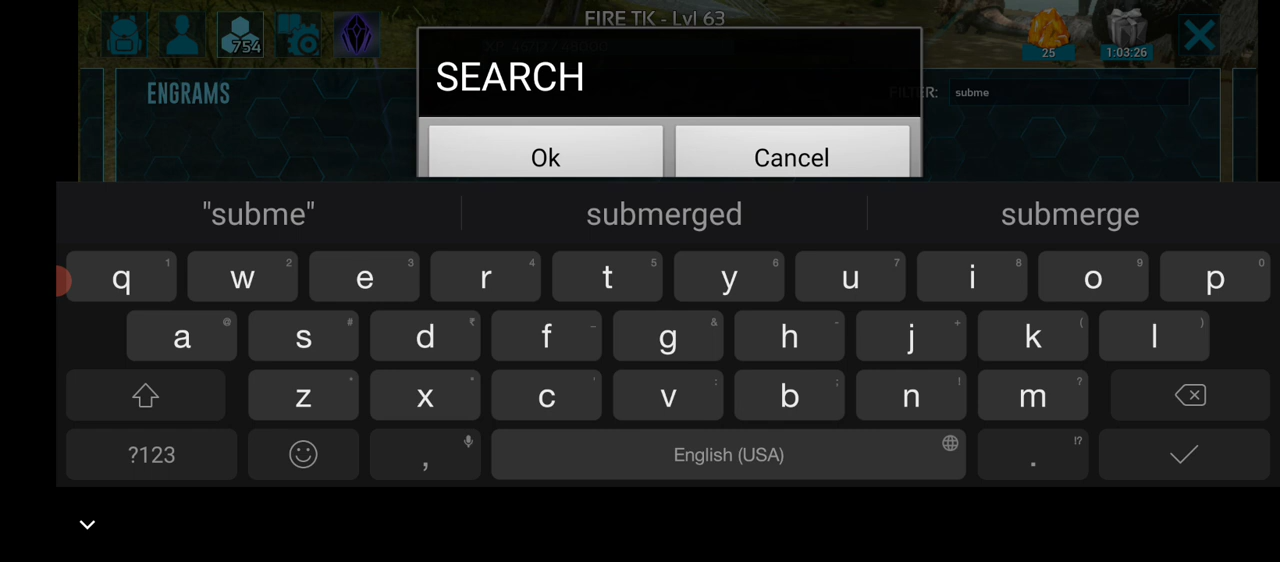 FIRE TK - Lvl 63
754
25
1:03:26
SEARCH
ENGRAMS
FILTER:
subme
Ok
Cancel
"subme"
submerged
submerge
q 1 w 2 e 3 r 4 t 5 y 6 u 7 i 8 o 9 p 0
a @ s # d ₹ f _ g & h - j + k ( l )
z * x " c ' v : b ; n ! m ?
?123 , English (USA) . !?